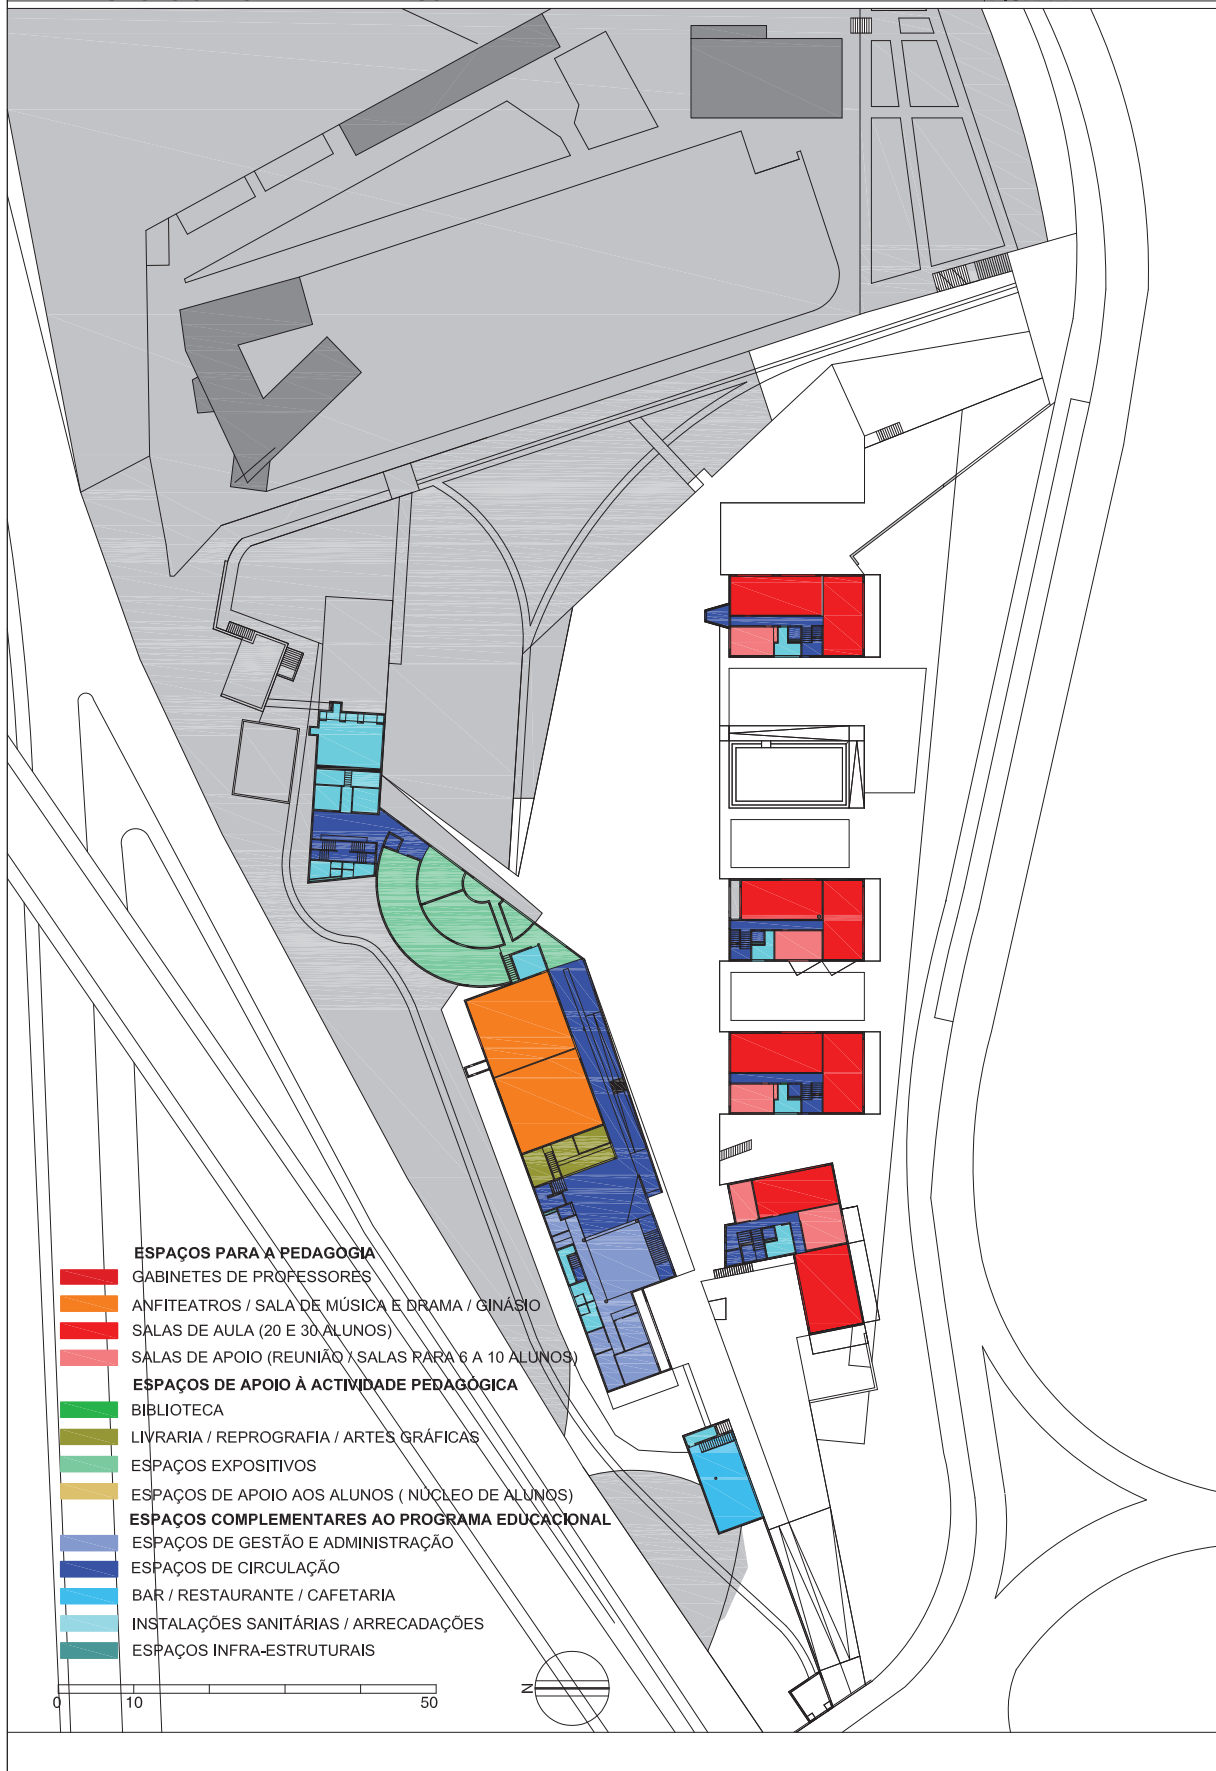 ESPAÇOS PARA A PEDAGOGIA
GABINETES DE PROFESSORES
ANFITEATROS / SALA DE MÚSICA E DRAMA / GINÁSIO
SALAS DE AULA (20 E 30 ALUNOS)
SALAS DE APOIO (REUNIÃO / SALAS PARA 6 A 10 ALUNOS)
ESPAÇOS DE APOIO À ACTIVIDADE PEDAGÓGICA
BIBLIOTECA
LIVRARIA / REPROGRAFIA / ARTES GRÁFICAS
ESPAÇOS EXPOSITIVOS
ESPAÇOS DE APOIO AOS ALUNOS ( NÚCLEO DE ALUNOS)
ESPAÇOS COMPLEMENTARES AO PROGRAMA EDUCACIONAL
ESPAÇOS DE GESTÃO E ADMINISTRAÇÃO
ESPAÇOS DE CIRCULAÇÃO
BAR / RESTAURANTE / CAFETARIA
INSTALAÇÕES SANITÁRIAS / ARRECADAÇÕES
ESPAÇOS INFRA-ESTRUTURAIS
0 10 50
N